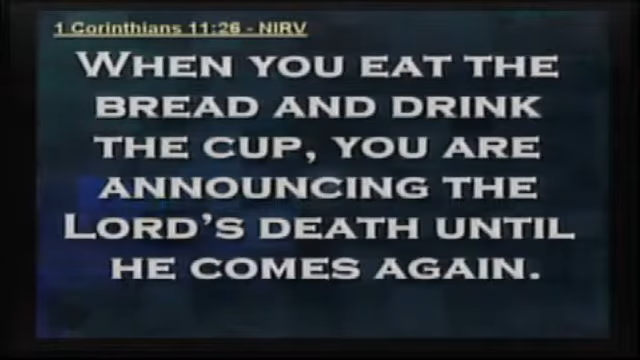 1 Corinthians 11:26 - NIRV
WHEN YOU EAT THE
BREAD AND DRINK
THE CUP, YOU ARE
ANNOUNCING THE
LORD'S DEATH UNTIL
HE COMES AGAIN.